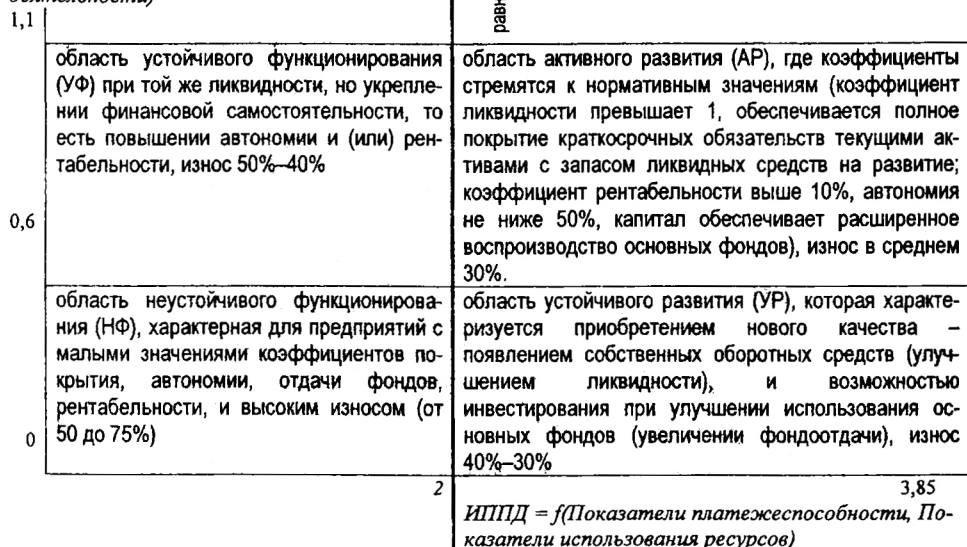 1,1
равн
область устойчивого функционирования
(УФ) при той же ликвидности, но укрепле-
нии финансовой самостоятельности, то
есть повышении автономии и (или) рен-
табельности, износ 50%–40%
0,6
область активного развития (АР), где коэффициенты
стремятся к нормативным значениям (коэффициент
ликвидности превышает 1, обеспечивается полное
покрытие краткосрочных обязательств текущими ак-
тивами с запасом ликвидных средств на развитие;
коэффициент рентабельности выше 10%, автономия
не ниже 50%, капитал обеспечивает расширенное
воспроизводство основных фондов), износ в среднем
30%.
область неустойчивого функционирова-
ния (НФ), характерная для предприятий с
малыми значениями коэффициентов по-
крытия, автономии, отдачи фондов,
рентабельности, и высоким износом (от
50 до 75%)
0
область устойчивого развития (УР), которая характе-
ризуется приобретением нового качества –
появлением собственных оборотных средств (улуч-
шением ликвидности), и возможностью
инвестирования при улучшении использования ос-
новных фондов (увеличении фондоотдачи), износ
40%–30%
2
3,85
ИППД = f(Показатели платежеспособности, По-
казатели использования ресурсов)